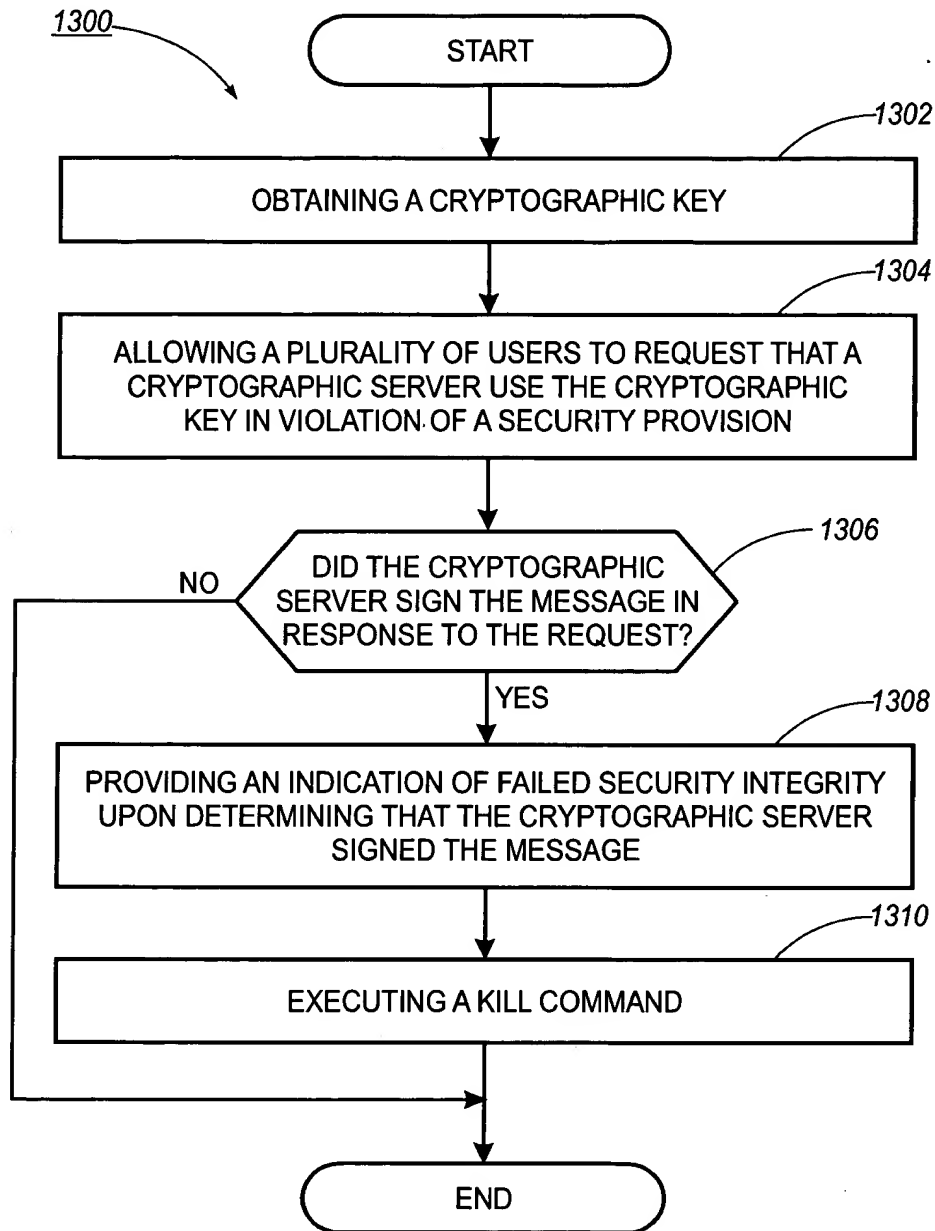 1300
START
1302
OBTAINING A CRYPTOGRAPHIC KEY
1304
ALLOWING A PLURALITY OF USERS TO REQUEST THAT A
CRYPTOGRAPHIC SERVER USE THE CRYPTOGRAPHIC
KEY IN VIOLATION OF A SECURITY PROVISION
1306
NO
DID THE CRYPTOGRAPHIC
SERVER SIGN THE MESSAGE IN
RESPONSE TO THE REQUEST?
YES
1308
PROVIDING AN INDICATION OF FAILED SECURITY INTEGRITY
UPON DETERMINING THAT THE CRYPTOGRAPHIC SERVER
SIGNED THE MESSAGE
1310
EXECUTING A KILL COMMAND
END